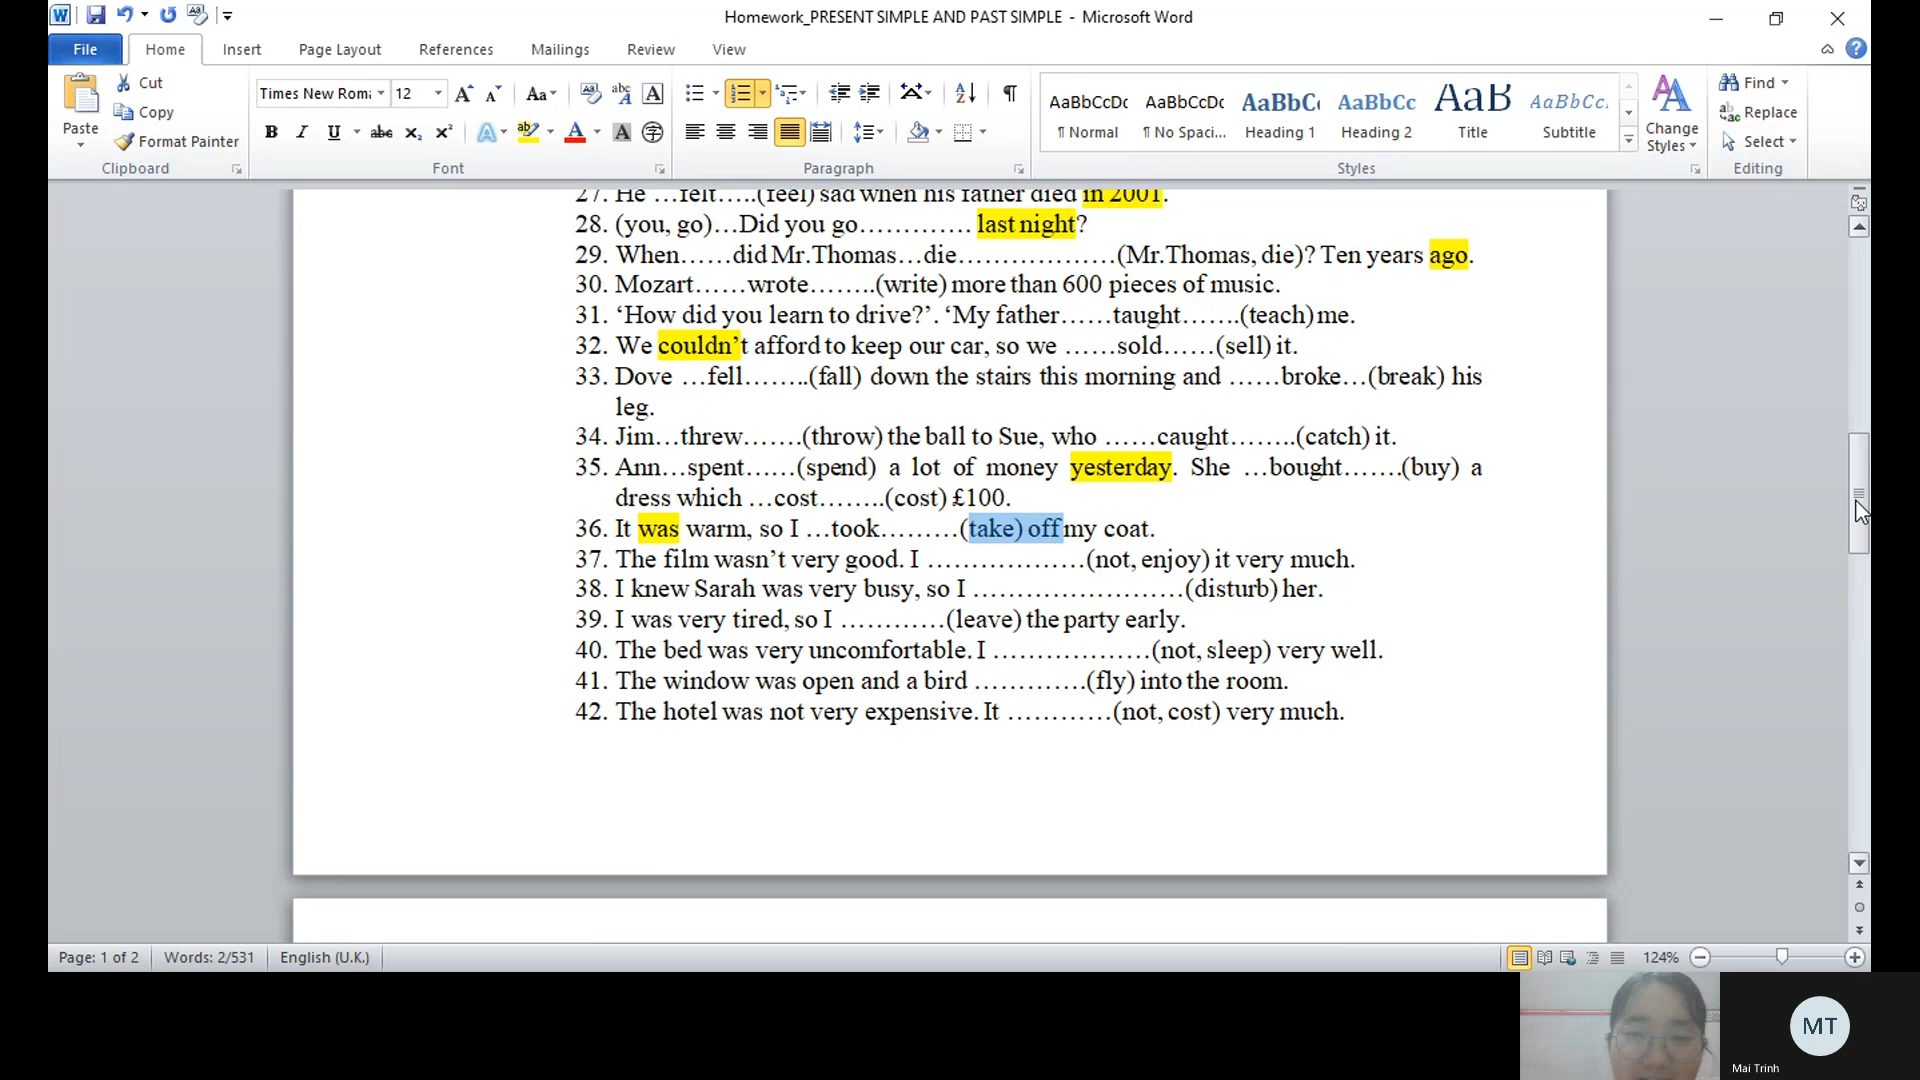 Homework_PRESENT SIMPLE AND PAST SIMPLE - Microsoft Word
File Home Insert Page Layout References Mailings Review View
Paste
Cut
Copy
Format Painter
Clipboard
Times New Roma 12
Font
Paragraph
AaBbCcDc AaBbCcDc AaBbC AaBbCc AaB AaBbCc.
¶ Normal ¶ No Spaci... Heading 1 Heading 2 Title Subtitle
Styles
Change Styles
Find
Replace
Select
Editing
27. He …felt…..(feel) sad when his father died in 2001.
28. (you, go)…Did you go…………. last night?
29. When……did Mr.Thomas…die………………(Mr.Thomas, die)? Ten years ago.
30. Mozart……wrote……..(write) more than 600 pieces of music.
31. ‘How did you learn to drive?’. ‘My father……taught…….(teach) me.
32. We couldn’t afford to keep our car, so we ……sold……(sell) it.
33. Dove …fell……..(fall) down the stairs this morning and ……broke…(break) his
leg.
34. Jim…threw…….(throw) the ball to Sue, who ……caught……..(catch) it.
35. Ann…spent……(spend) a lot of money yesterday. She …bought…….(buy) a
dress which …cost……..(cost) £100.
36. It was warm, so I …took………(take) off my coat.
37. The film wasn’t very good. I ………………(not, enjoy) it very much.
38. I knew Sarah was very busy, so I ……………………(disturb) her.
39. I was very tired, so I …………(leave) the party early.
40. The bed was very uncomfortable. I ………………(not, sleep) very well.
41. The window was open and a bird ………….(fly) into the room.
42. The hotel was not very expensive. It …………(not, cost) very much.
Page: 1 of 2 Words: 2/531 English (U.K.) 124%
MT
Mai Trinh